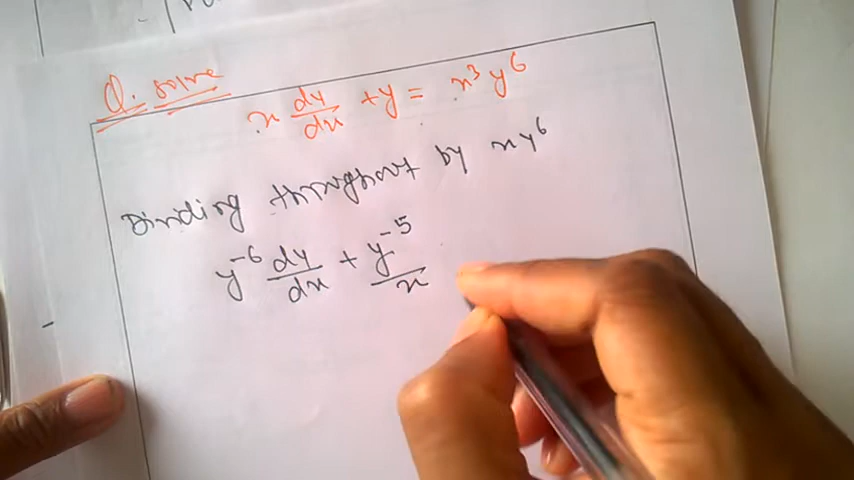 Q. solve
x dy/dx + y = x³ y⁶
Dividing throughout by xy⁶
y⁻⁶ dy/dx + y⁻⁵/x